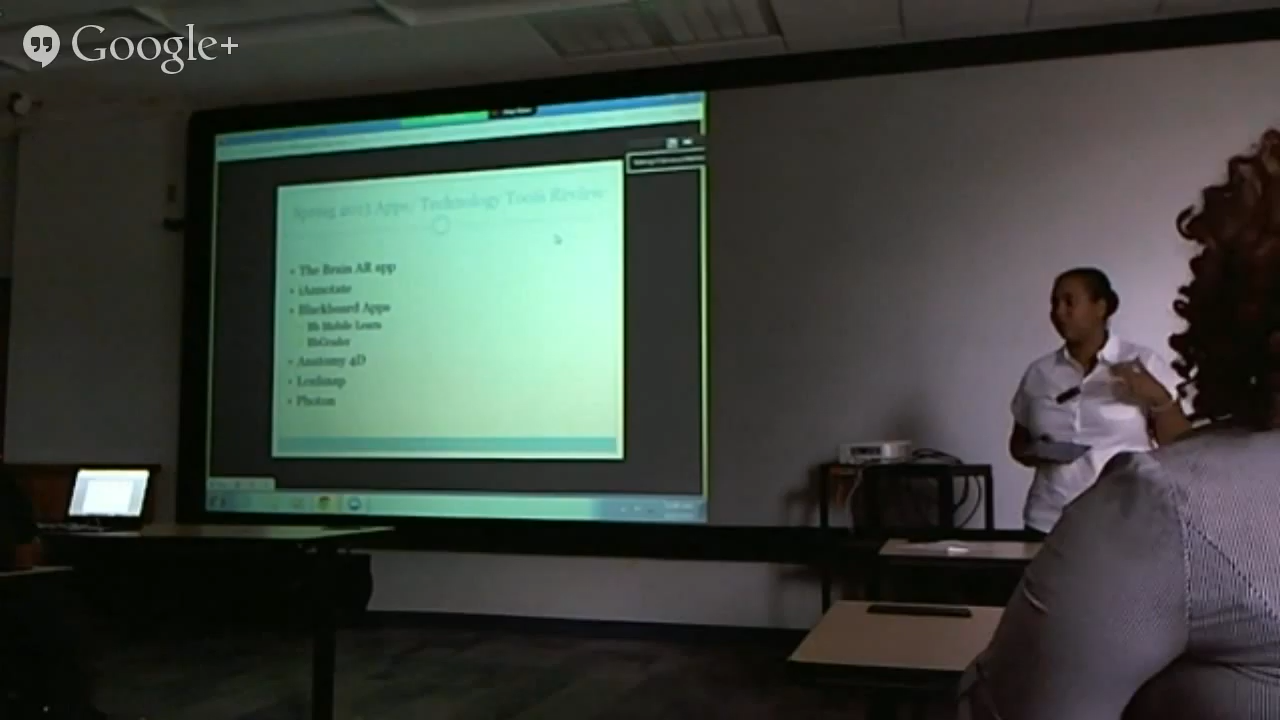 Google+
Spring 2013 Apps/ Technology Tools Review
• The Brain AR app
• iAnnotate
• Blackboard Apps
Bb Mobile Learn
BbGrader
• Anatomy 4D
• Photon